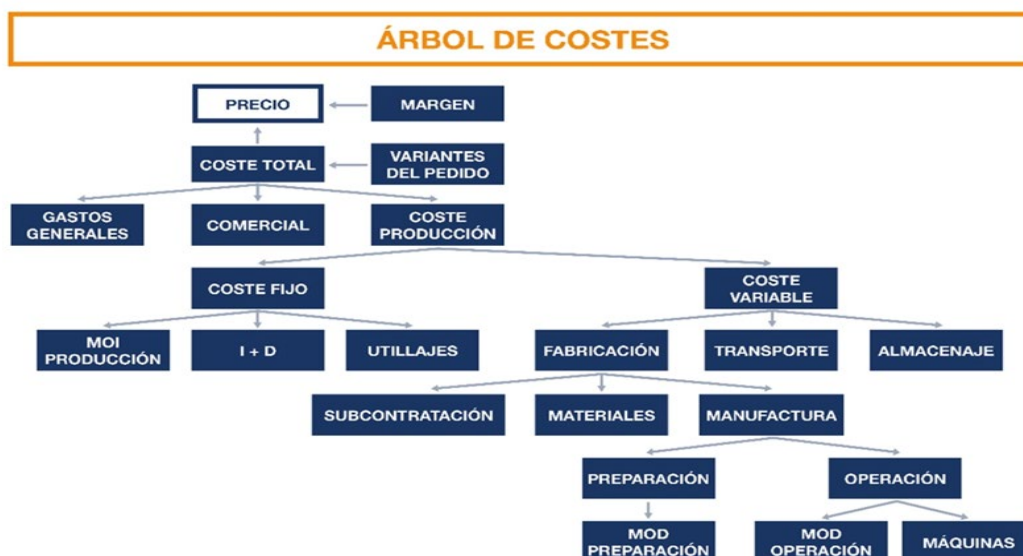 ÁRBOL DE COSTES
PRECIO
MARGEN
COSTE TOTAL
VARIANTES
DEL PEDIDO
GASTOS
GENERALES
COMERCIAL
COSTE
PRODUCCIÓN
COSTE FIJO
COSTE
VARIABLE
MOI
PRODUCCIÓN
I + D
UTILLAJES
FABRICACIÓN
TRANSPORTE
ALMACENAJE
SUBCONTRATACIÓN
MATERIALES
MANUFACTURA
PREPARACIÓN
OPERACIÓN
MOD
PREPARACIÓN
MOD
OPERACIÓN
MÁQUINAS